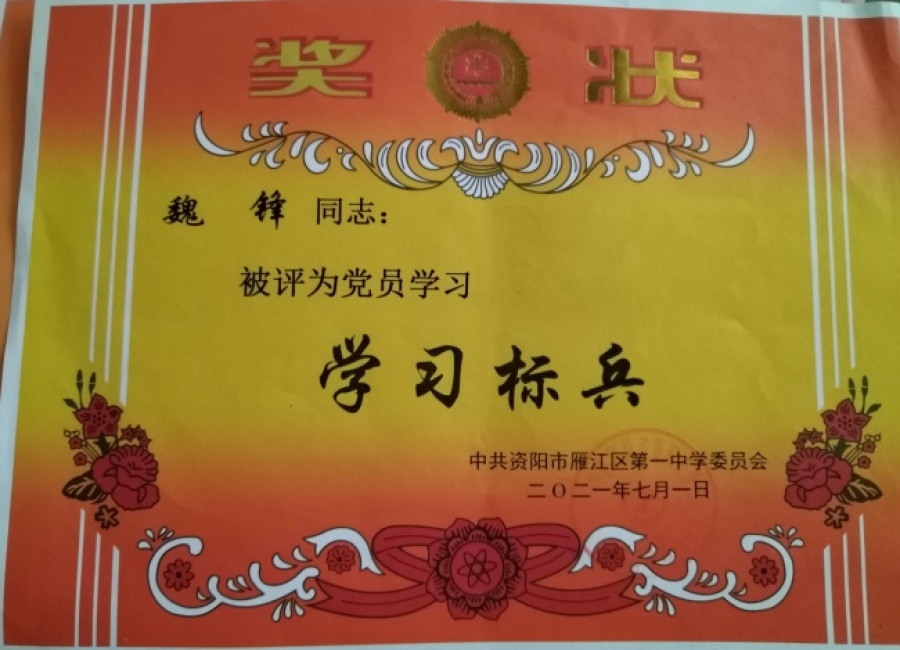 奖 状
魏 锋 同志：
被评为党员学习
学习标兵
中共资阳市雁江区第一中学委员会
二O二一年七月一日